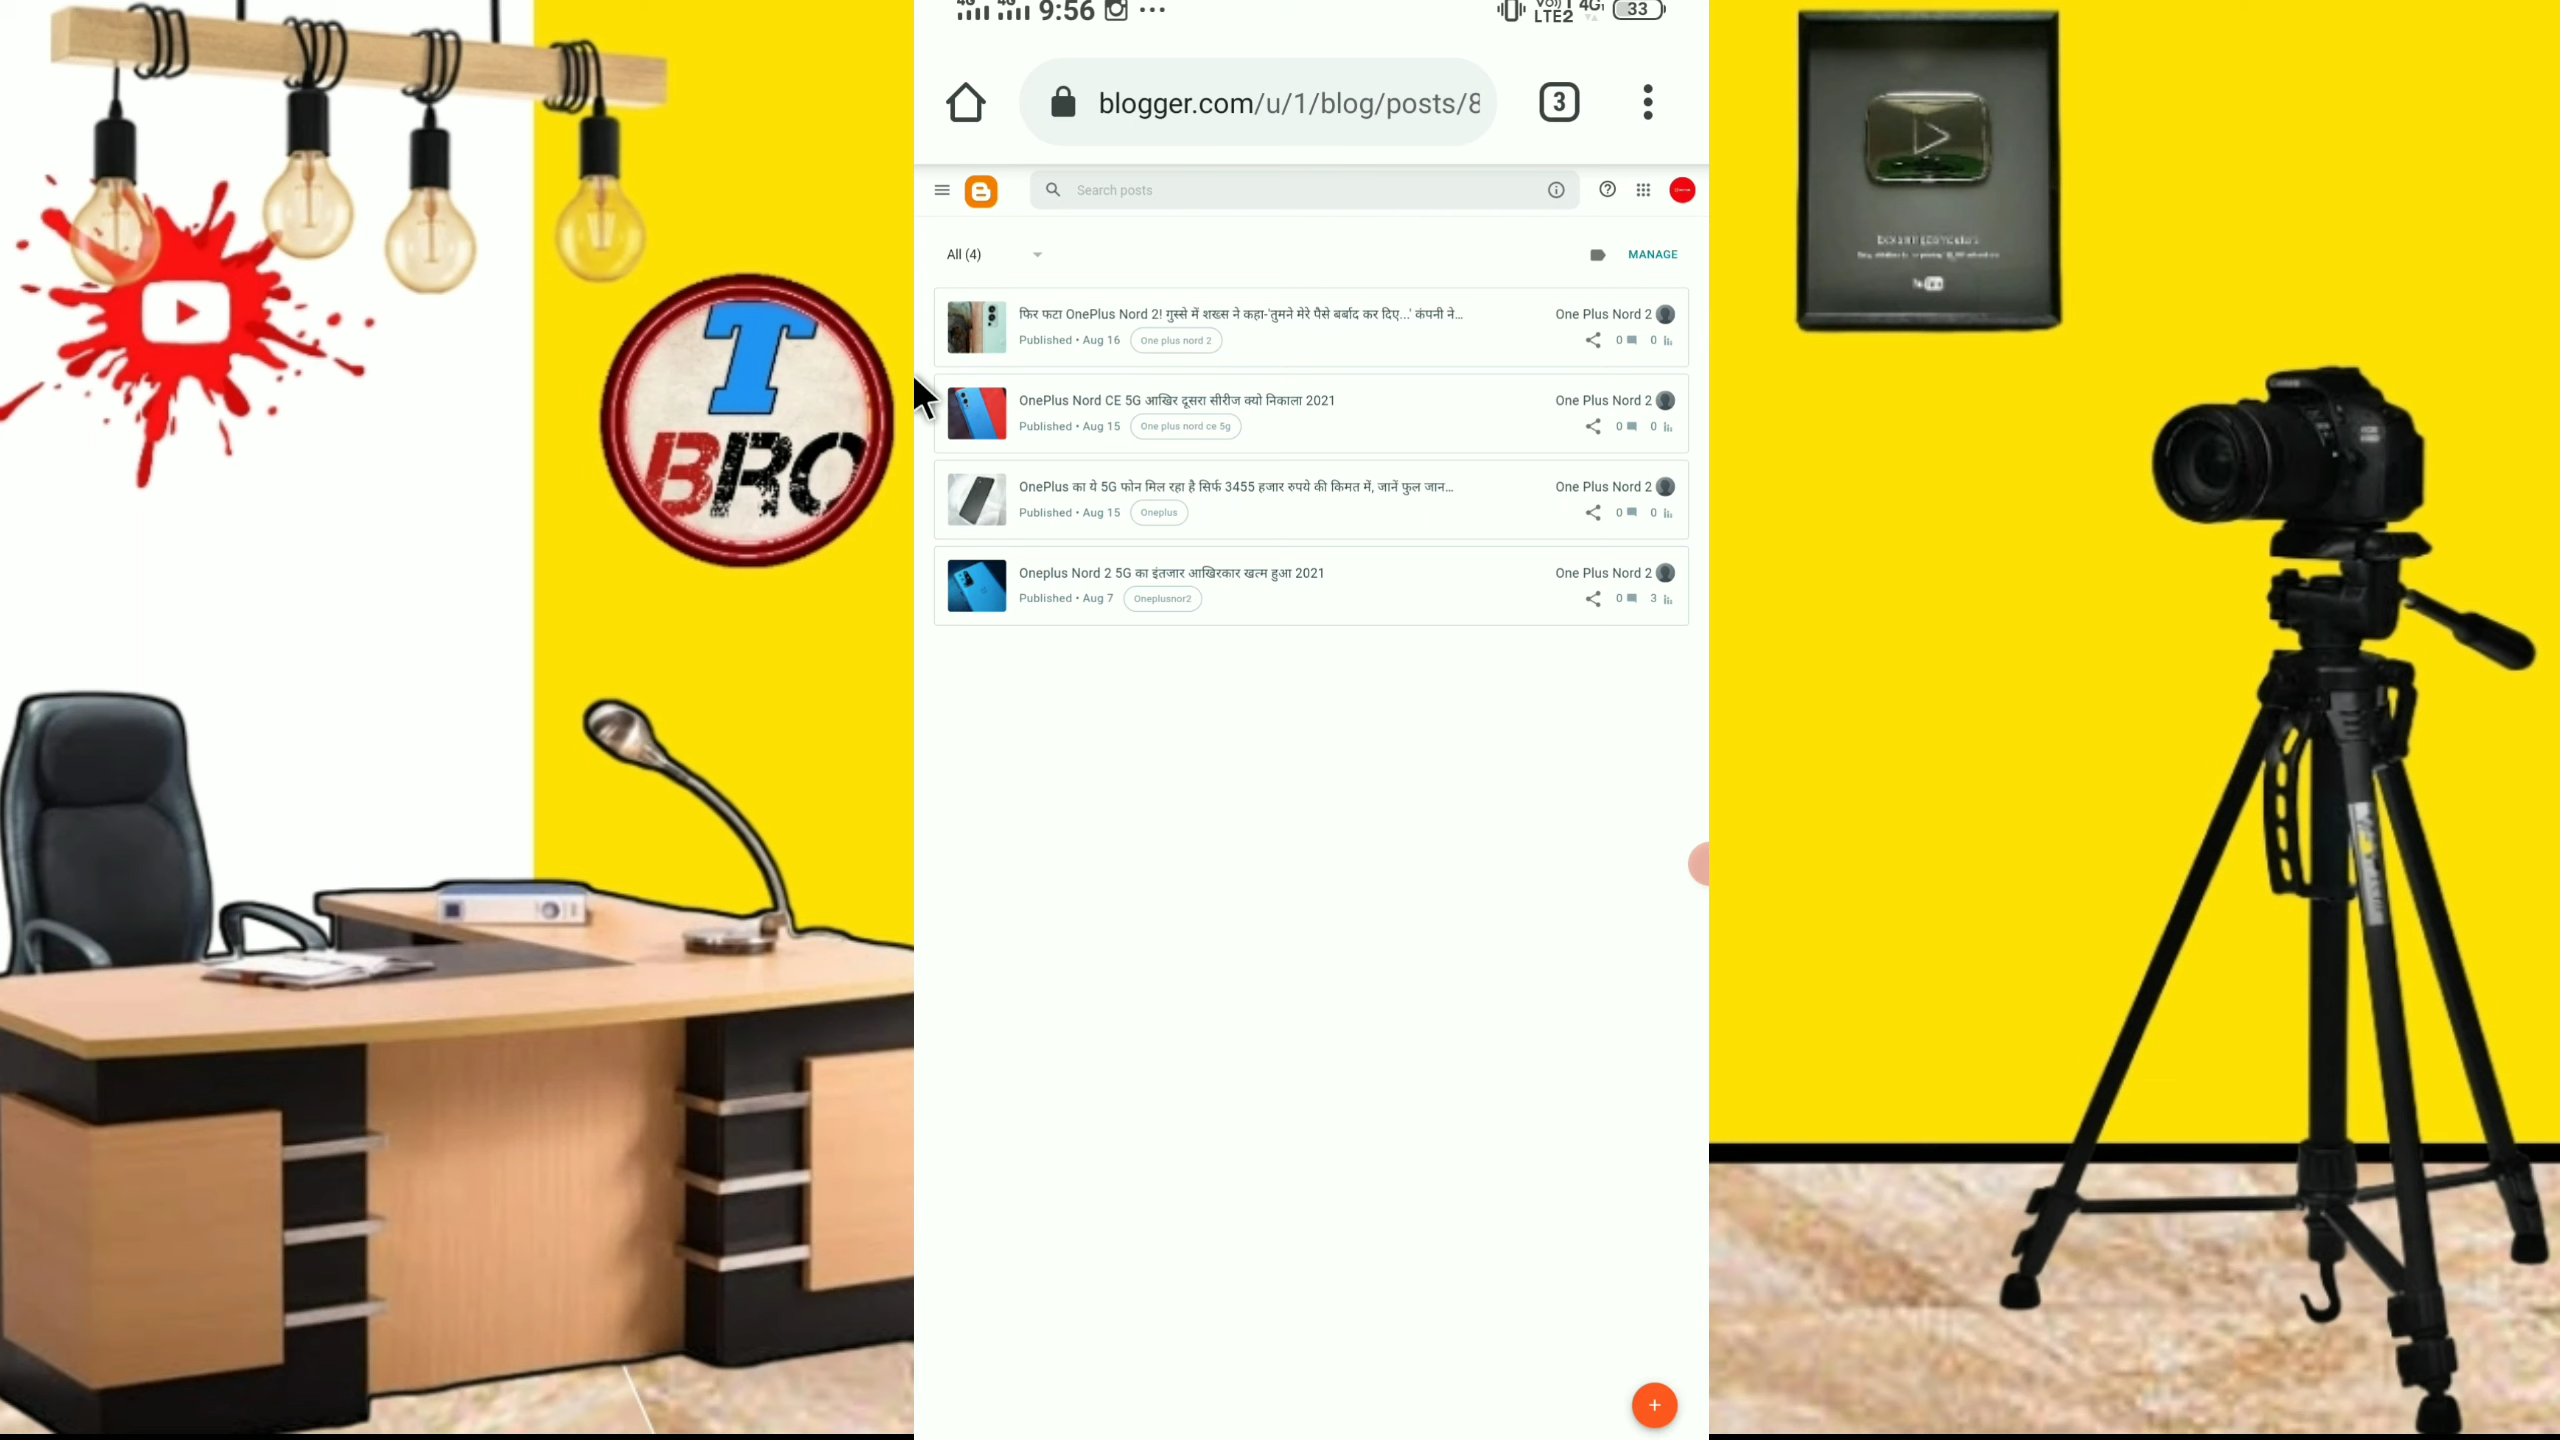 4G 4G 9:56 ...
Vo)) 1 4G
LTE2 33
blogger.com/u/1/blog/posts/8
3
Search posts
All (4)
MANAGE
फिर फटा OnePlus Nord 2! गुस्से में शख्स ने कहा-'तुमने मेरे पैसे बर्बाद कर दिए...' कंपनी ने...
One Plus Nord 2
Published • Aug 16 One plus nord 2
0 0
OnePlus Nord CE 5G आखिर दूसरा सीरीज क्यो निकाला 2021
One Plus Nord 2
Published • Aug 15 One plus nord ce 5g
0 0
OnePlus का ये 5G फोन मिल रहा है सिर्फ 3455 हजार रुपये की किमत में, जानें फुल जान...
One Plus Nord 2
Published • Aug 15 Oneplus
0 0
Oneplus Nord 2 5G का इंतजार आखिरकार खत्म हुआ 2021
One Plus Nord 2
Published • Aug 7 Oneplusnor2
0 3
T
BRO
Canon